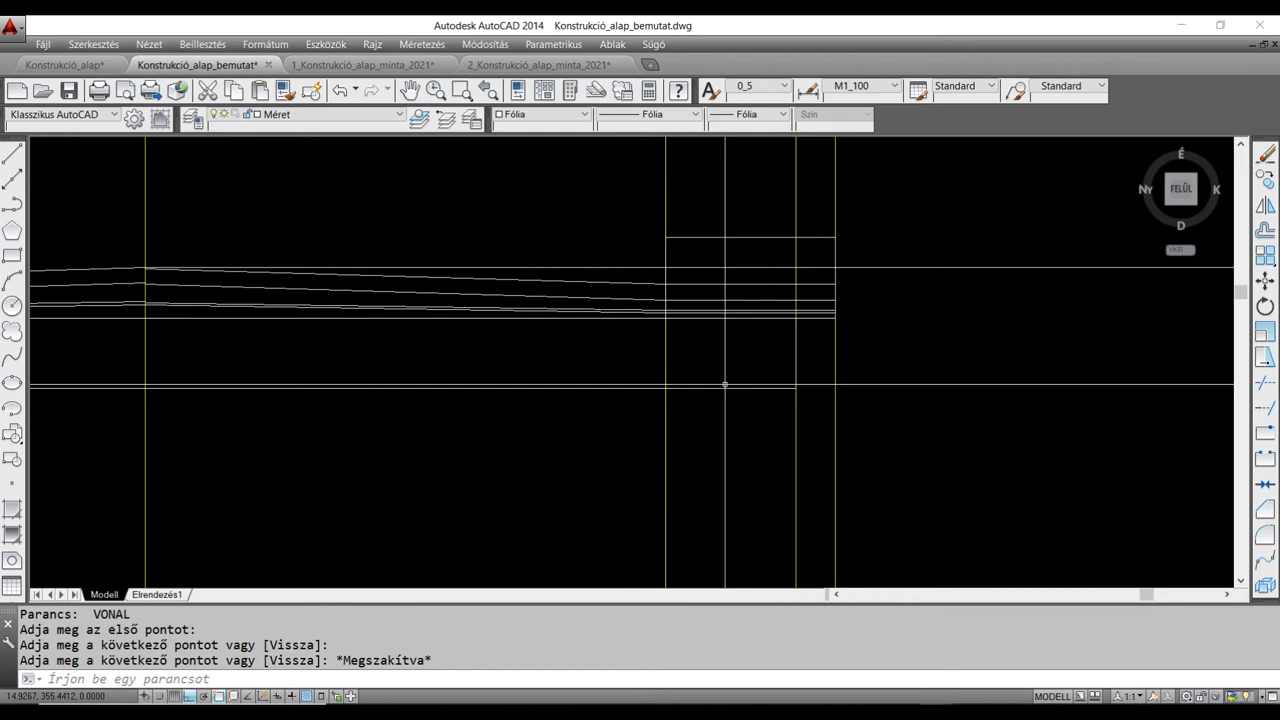 Autodesk AutoCAD 2014 Konstrukció_alap_bemutat.dwg
Fájl Szerkesztés Nézet Beillesztés Formátum Eszközök Rajz Méretezés Módosítás Parametrikus Ablak Súgó
Konstrukció_alap* Konstrukció_alap_bemutat* 1_Konstrukció_alap_minta_2021* 2_Konstrukció_alap_minta_2021*
0_5 M1_100 Standard Standard
Klasszikus AutoCAD Méret Fólia Fólia Fólia Szín
É
Ny FELÜL K
D
VKR
Modell Elrendezés1
Parancs: VONAL
Adja meg az első pontot:
Adja meg a következő pontot vagy [Vissza]:
Adja meg a következő pontot vagy [Vissza]: *Megszakítva*
Írjon be egy parancsot
14.9267, 355.4412, 0.0000 MODELL 1:1